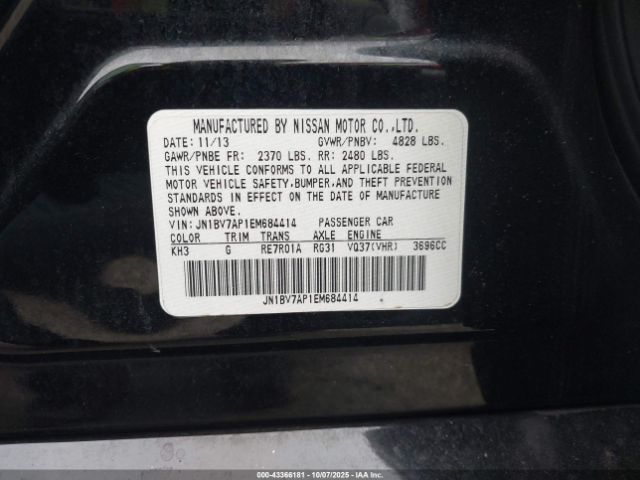 MANUFACTURED BY NISSAN MOTOR CO.,LTD.
DATE: 11/13 GVWR/PNBV: 4828 LBS.
GAWR/PNBE FR: 2370 LBS. RR: 2480 LBS.
THIS VEHICLE CONFORMS TO ALL APPLICABLE FEDERAL
MOTOR VEHICLE SAFETY,BUMPER,AND THEFT PREVENTION
STANDARDS IN EFFECT ON THE DATE OF MANUFACTURE
SHOWN ABOVE.
VIN: JN1BV7AP1EM684414 PASSENGER CAR
COLOR TRIM TRANS AXLE ENGINE
KH3 G RE7R01A RG31 VQ37(VHR) 3696CC
JN1BV7AP1EM684414
000-43366181 - 10/07/2025 - IAAI.COM